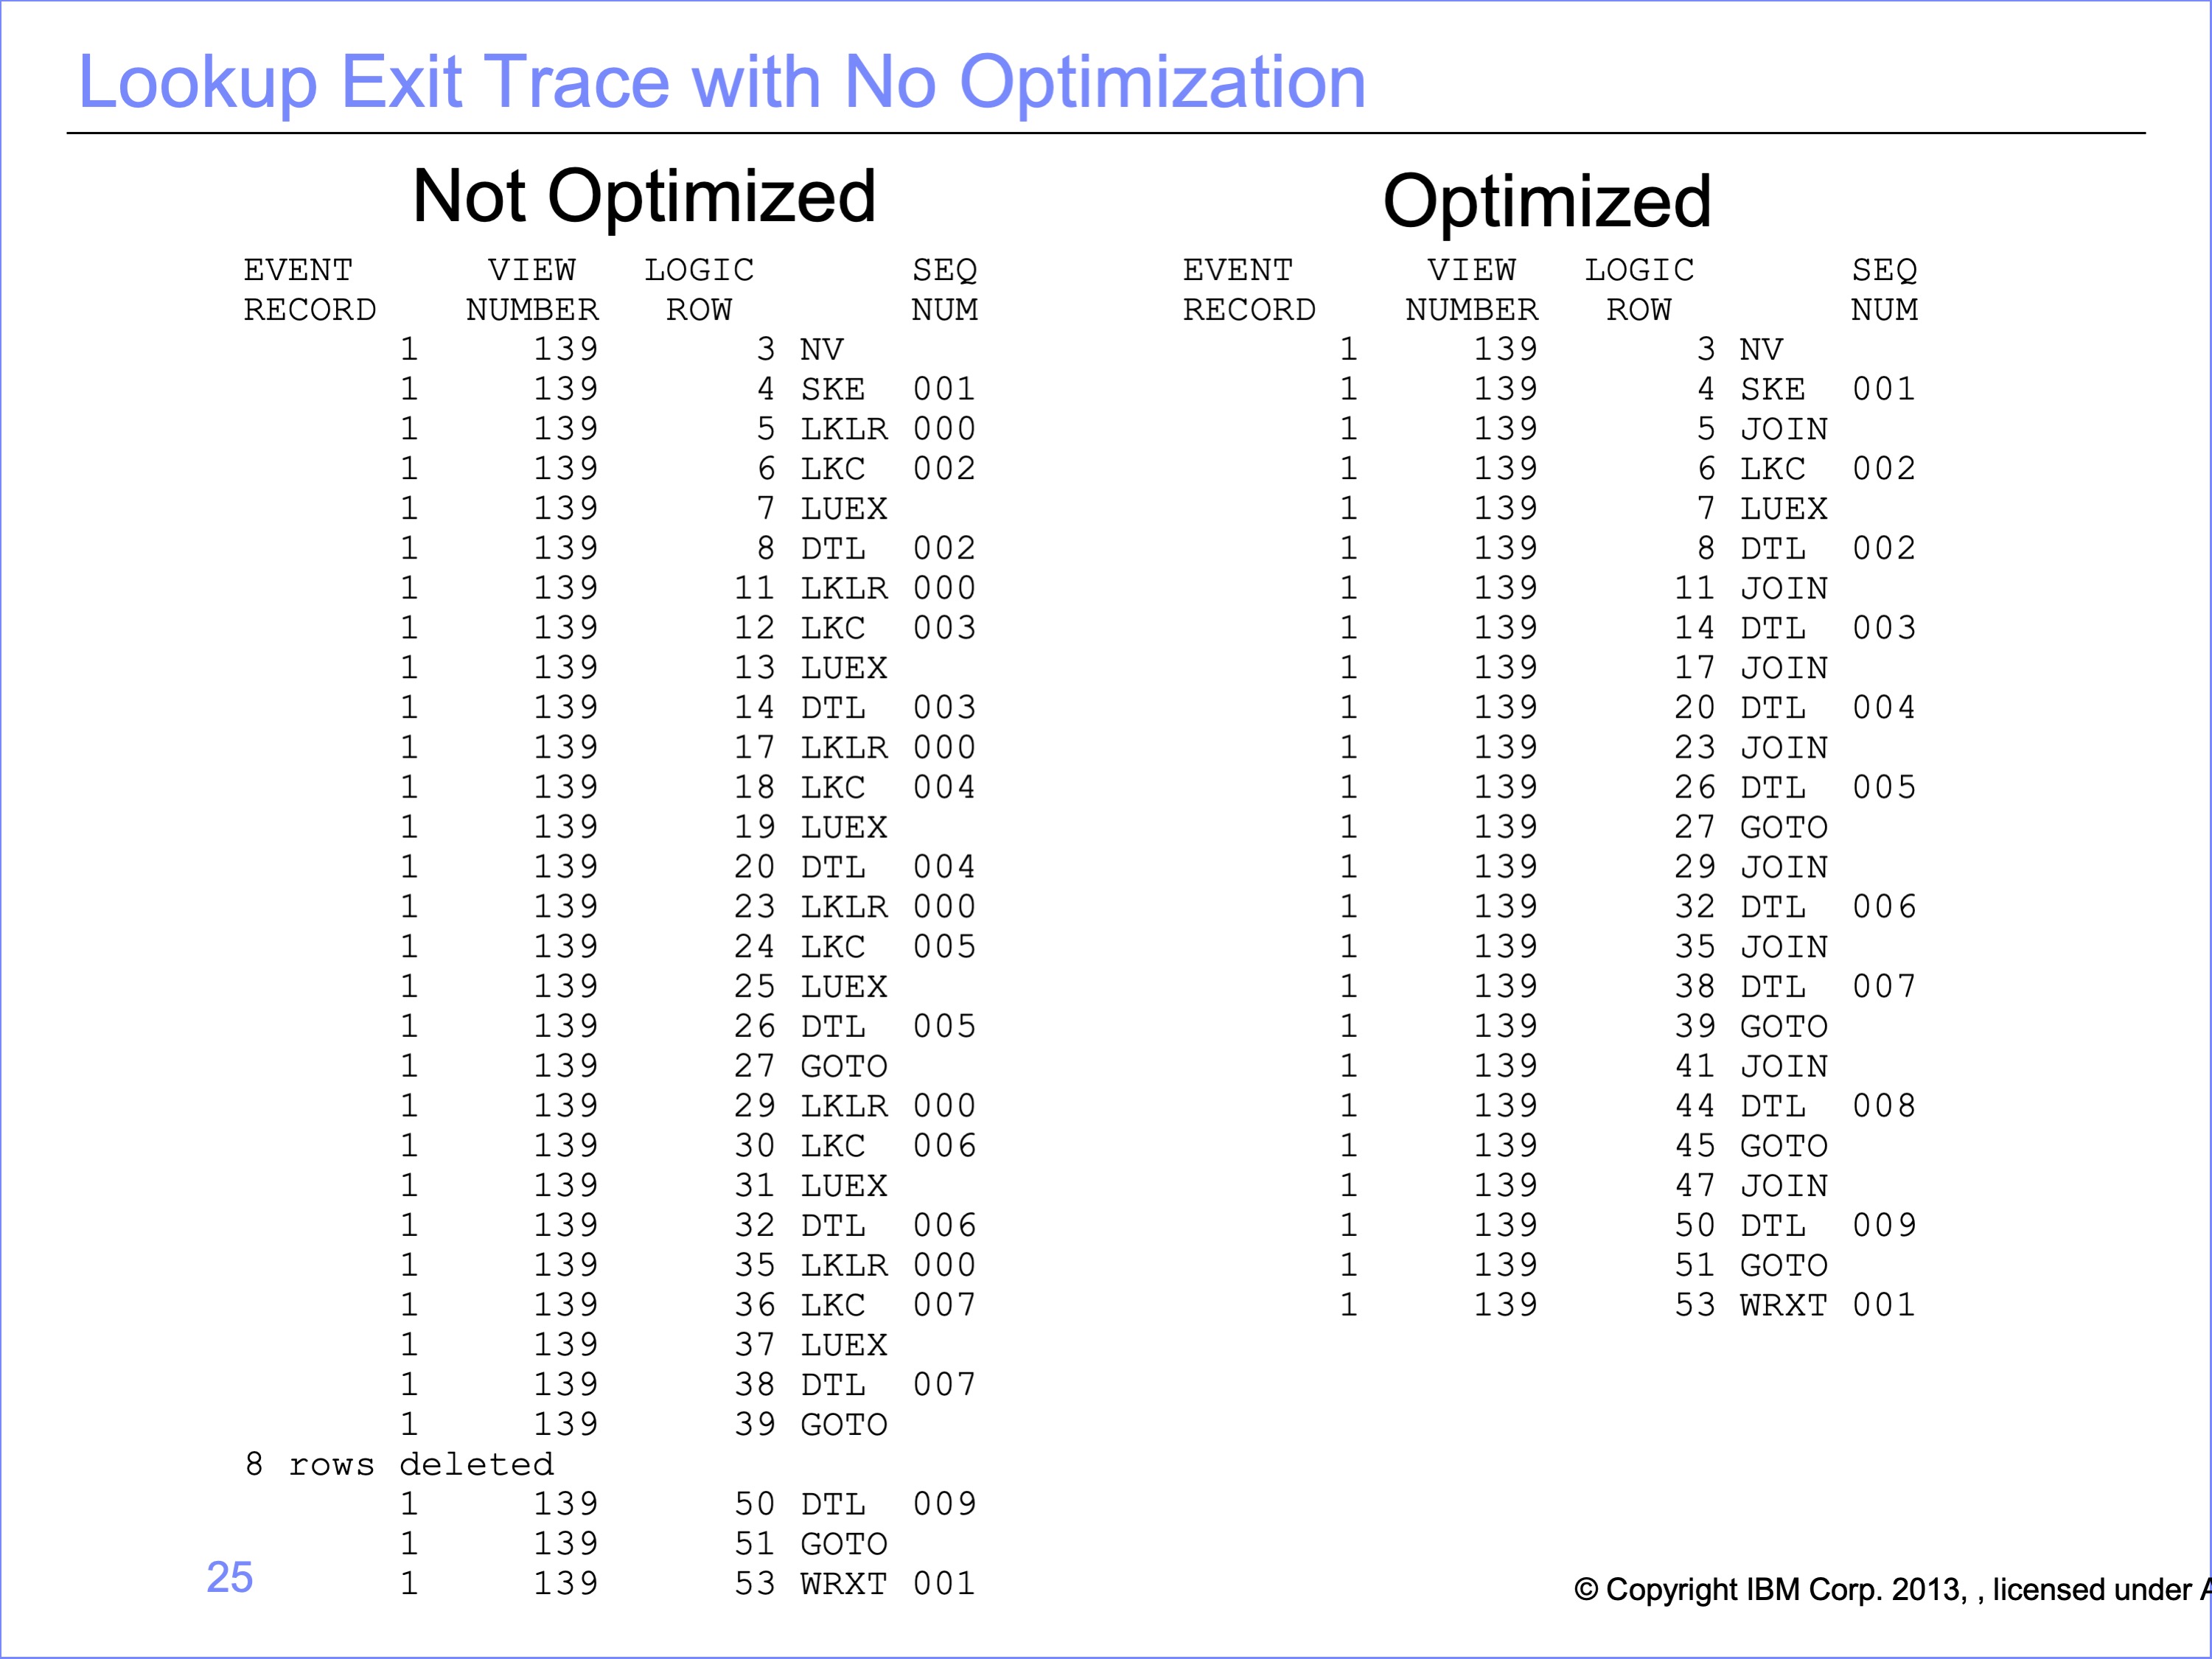 Lookup Exit Trace with No Optimization
Not Optimized
EVENT VIEW LOGIC SEQ
RECORD NUMBER ROW NUM
1 139 3 NV
1 139 4 SKE 001
1 139 5 LKLR 000
1 139 6 LKC 002
1 139 7 LUEX
1 139 8 DTL 002
1 139 11 LKLR 000
1 139 12 LKC 003
1 139 13 LUEX
1 139 14 DTL 003
1 139 17 LKLR 000
1 139 18 LKC 004
1 139 19 LUEX
1 139 20 DTL 004
1 139 23 LKLR 000
1 139 24 LKC 005
1 139 25 LUEX
1 139 26 DTL 005
1 139 27 GOTO
1 139 29 LKLR 000
1 139 30 LKC 006
1 139 31 LUEX
1 139 32 DTL 006
1 139 35 LKLR 000
1 139 36 LKC 007
1 139 37 LUEX
1 139 38 DTL 007
1 139 39 GOTO
8 rows deleted
1 139 50 DTL 009
1 139 51 GOTO
1 139 53 WRXT 001
Optimized
EVENT VIEW LOGIC SEQ
RECORD NUMBER ROW NUM
1 139 3 NV
1 139 4 SKE 001
1 139 5 JOIN
1 139 6 LKC 002
1 139 7 LUEX
1 139 8 DTL 002
1 139 11 JOIN
1 139 14 DTL 003
1 139 17 JOIN
1 139 20 DTL 004
1 139 23 JOIN
1 139 26 DTL 005
1 139 27 GOTO
1 139 29 JOIN
1 139 32 DTL 006
1 139 35 JOIN
1 139 38 DTL 007
1 139 39 GOTO
1 139 41 JOIN
1 139 44 DTL 008
1 139 45 GOTO
1 139 47 JOIN
1 139 50 DTL 009
1 139 51 GOTO
1 139 53 WRXT 001
25
© Copyright IBM Corp. 2013, , licensed under